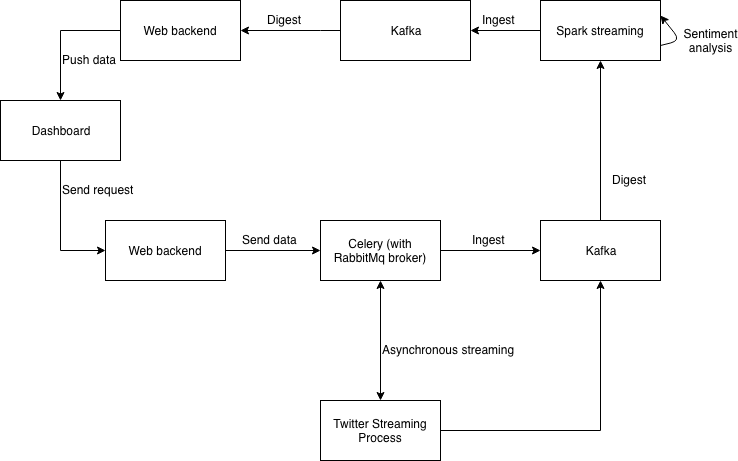 Web backend
Digest
Kafka
Ingest
Spark streaming
Sentiment
analysis
Push data
Dashboard
Send request
Digest
Web backend
Send data
Celery (with
RabbitMq broker)
Ingest
Kafka
Asynchronous streaming
Twitter Streaming
Process